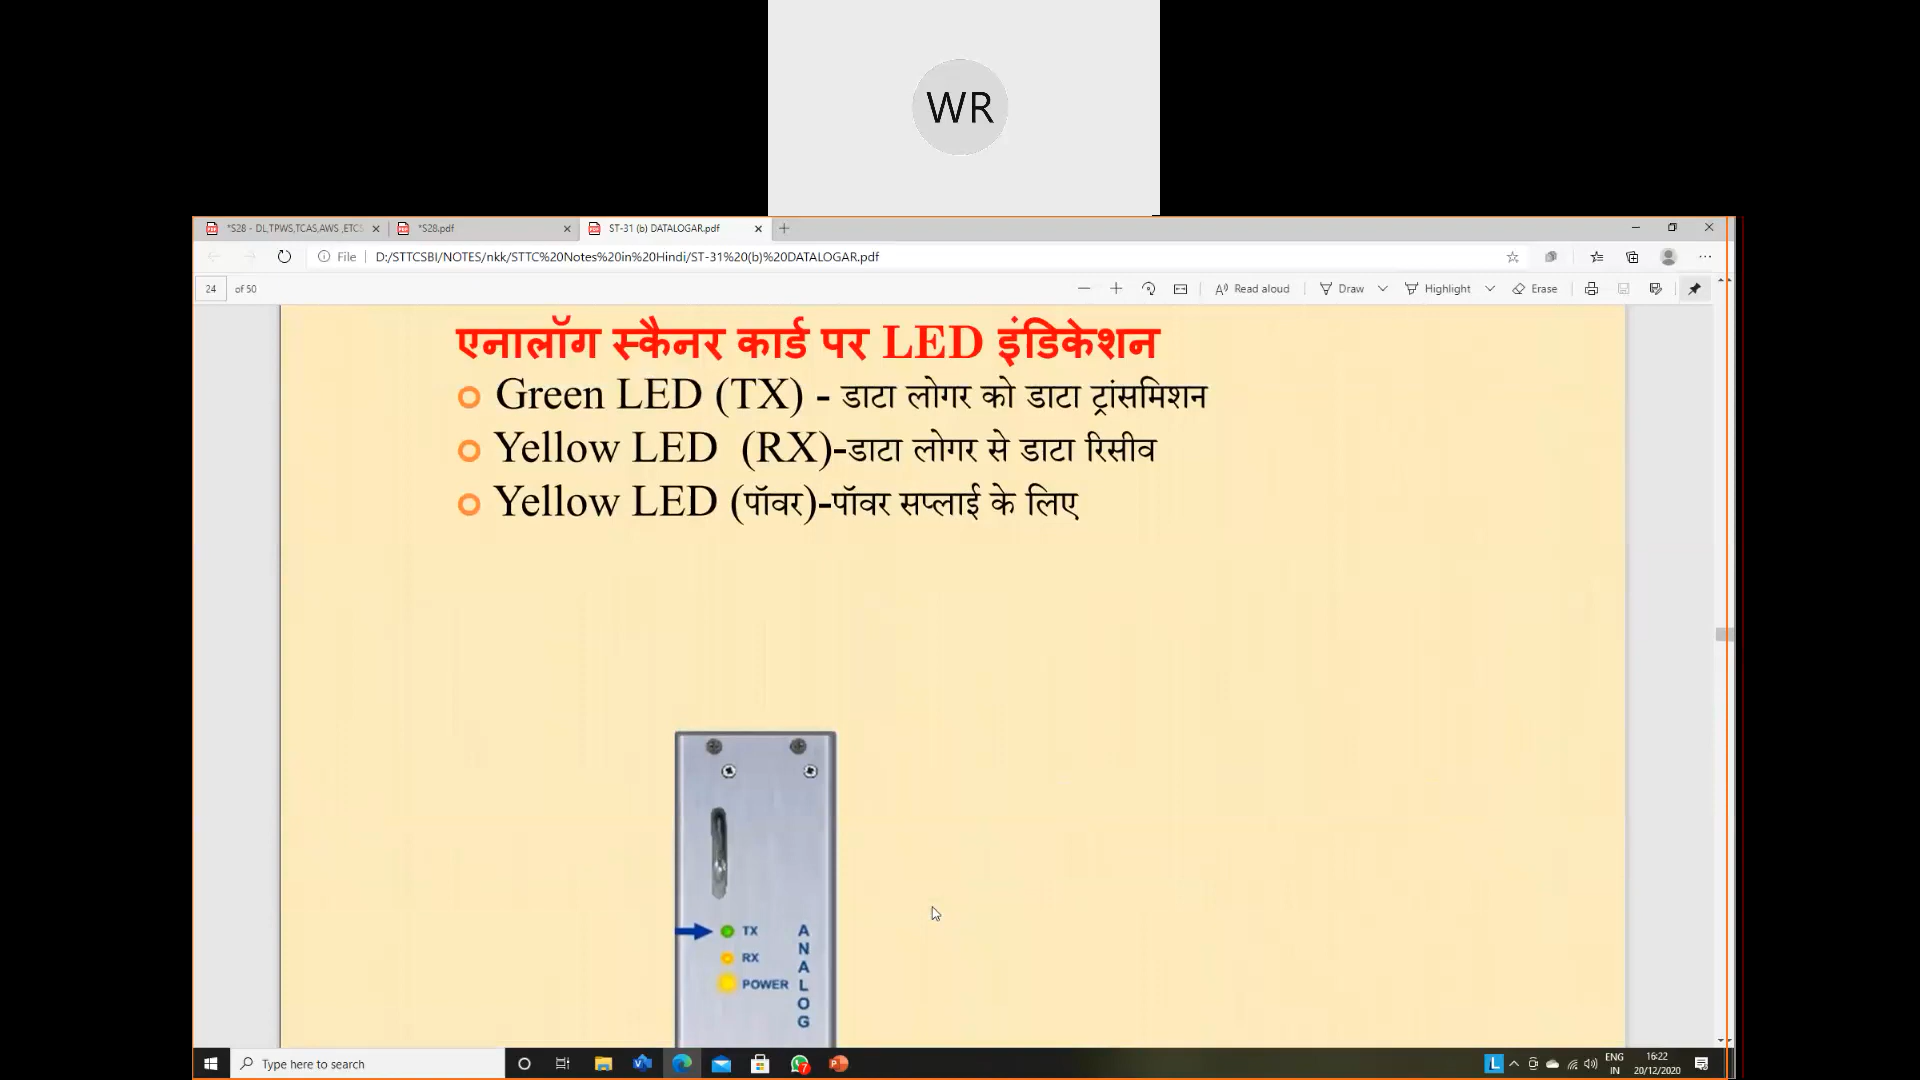 WR
*S28 - DL,TPWS,TCAS,AWS ,ETCS
*S28.pdf
ST-31 (b) DATALOGAR.pdf
File D:/STTCSBI/NOTES/nkk/STTC%20Notes%20in%20Hindi/ST-31%20(b)%20DATALOGAR.pdf
24 of 50
Read aloud Draw Highlight Erase
एनालॉग स्कैनर कार्ड पर LED इंडिकेशन
Green LED (TX) - डाटा लोगर को डाटा ट्रांसमिशन
Yellow LED (RX)-डाटा लोगर से डाटा रिसीव
Yellow LED (पॉवर)-पॉवर सप्लाई के लिए
TX
RX
POWER
ANALOG
Type here to search
7
L
ENG
IN
16:22
20/12/2020